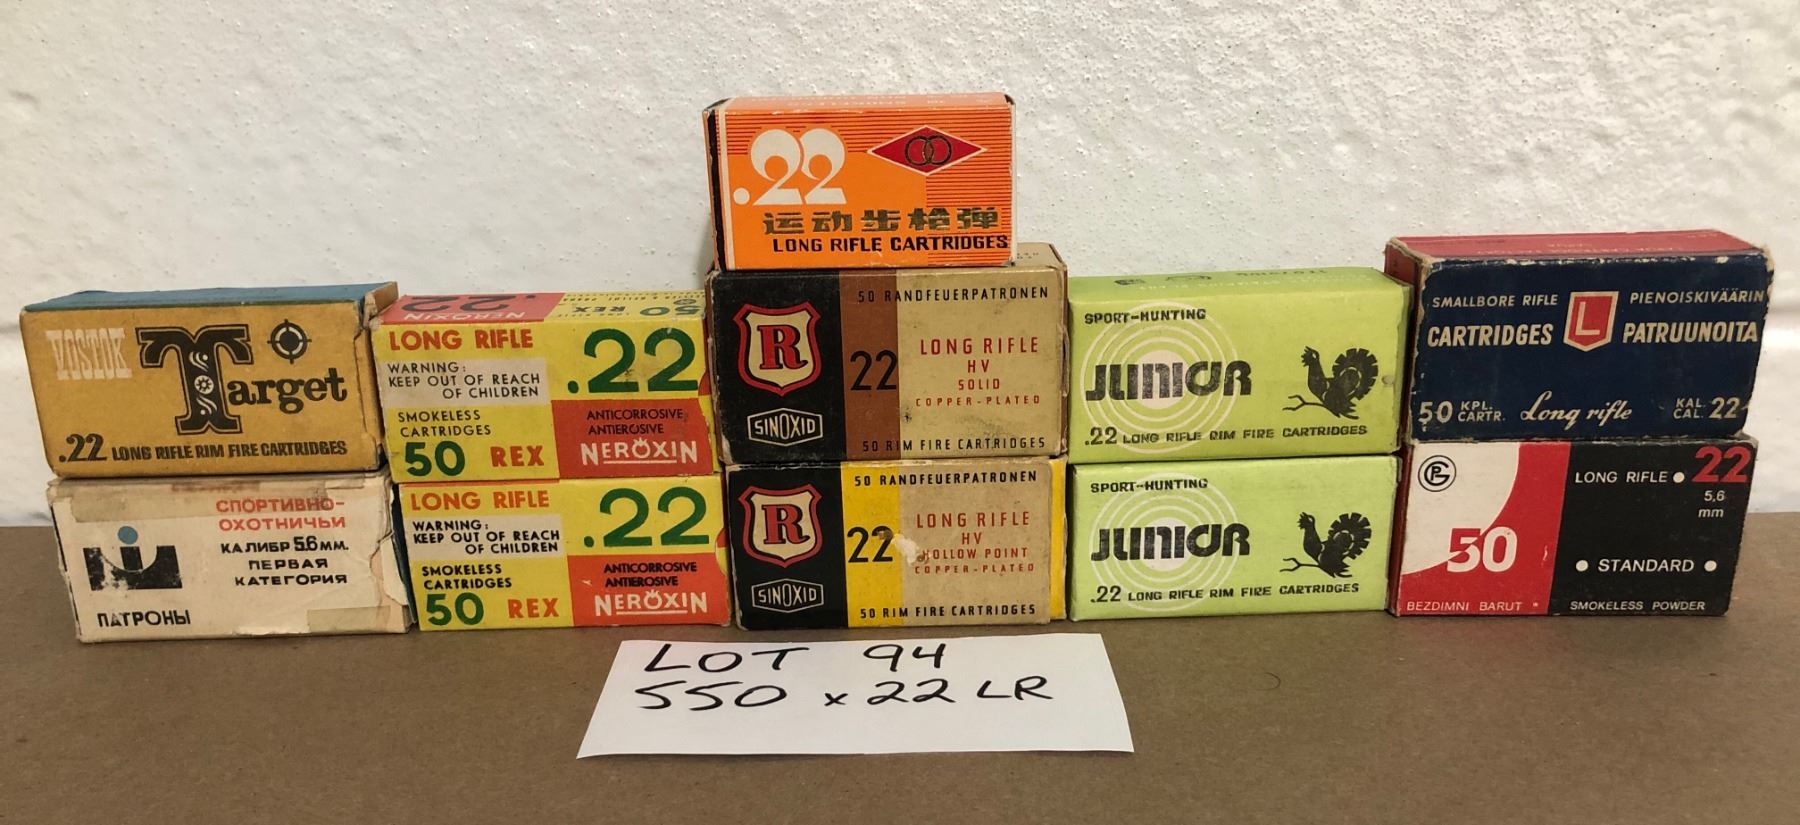 .22
运动步枪弹
LONG RIFLE CARTRIDGES
VOSTOK
Target
.22 LONG RIFLE RIM FIRE CARTRIDGES
22
NEROXIN
50 REX
LONG RIFLE
WARNING:
KEEP OUT OF REACH
OF CHILDREN
.22
SMOKELESS
CARTRIDGES
50 REX
ANTICORROSIVE
ANTIEROSIVE
NEROXIN
50 RANDFEUERPATRONEN
R
22
LONG RIFLE
HV
SOLID
COPPER-PLATED
SINOXID
50 RIM FIRE CARTRIDGES
SPORT-HUNTING
JUNIOR
.22 LONG RIFLE RIM FIRE CARTRIDGES
SMALLBORE RIFLE
CARTRIDGES
L
PIENOISKIVÄÄRIN
PATRUUNOITA
50 KPL.
CARTR.
Long rifle
KAL.
CAL. 22
СПОРТИВНО-
ОХОТНИЧЬИ
КАЛИБР 5,6 ММ.
ПЕРВАЯ
КАТЕГОРИЯ
ПАТРОНЫ
LONG RIFLE
WARNING:
KEEP OUT OF REACH
OF CHILDREN
.22
SMOKELESS
CARTRIDGES
50 REX
ANTICORROSIVE
ANTIEROSIVE
NEROXIN
50 RANDFEUERPATRONEN
R
22
LONG RIFLE
HV
HOLLOW POINT
COPPER-PLATED
SINOXID
50 RIM FIRE CARTRIDGES
SPORT-HUNTING
JUNIOR
.22 LONG RIFLE RIM FIRE CARTRIDGES
LONG RIFLE • 22
5,6
mm
50
• STANDARD •
BEZDIMNI BARUT * SMOKELESS POWDER
LOT 94
550 x 22 LR